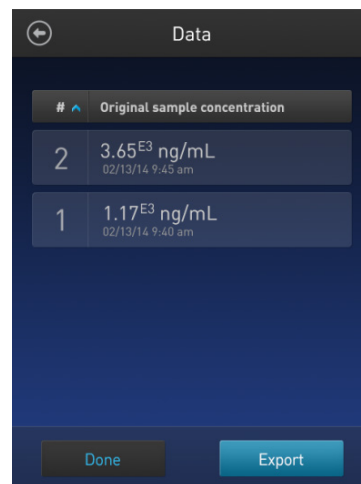 Data
# Original sample concentration
2 3.65E3 ng/mL
02/13/14 9:45 am
1 1.17E3 ng/mL
02/13/14 9:40 am
Done Export